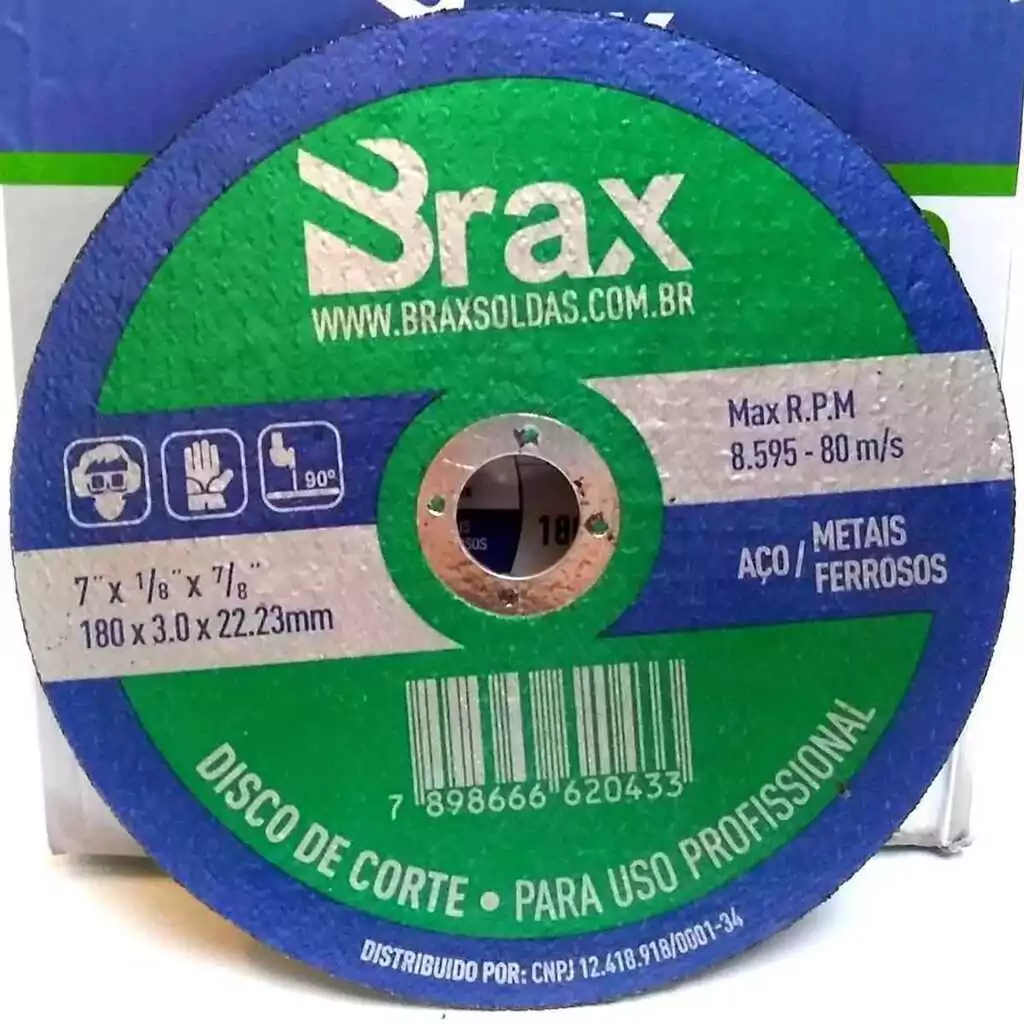 Brax
WWW.BRAXSOLDAS.COM.BR
Max R.P.M
8.595 - 80 m/s
90º
AÇO / METAIS
FERROSOS
7" x 1/8" x 7/8"
180 x 3.0 x 22.23mm
18
7 898666 620433
DISCO DE CORTE • PARA USO PROFISSIONAL
DISTRIBUIDO POR: CNPJ 12.418.918/0001-34